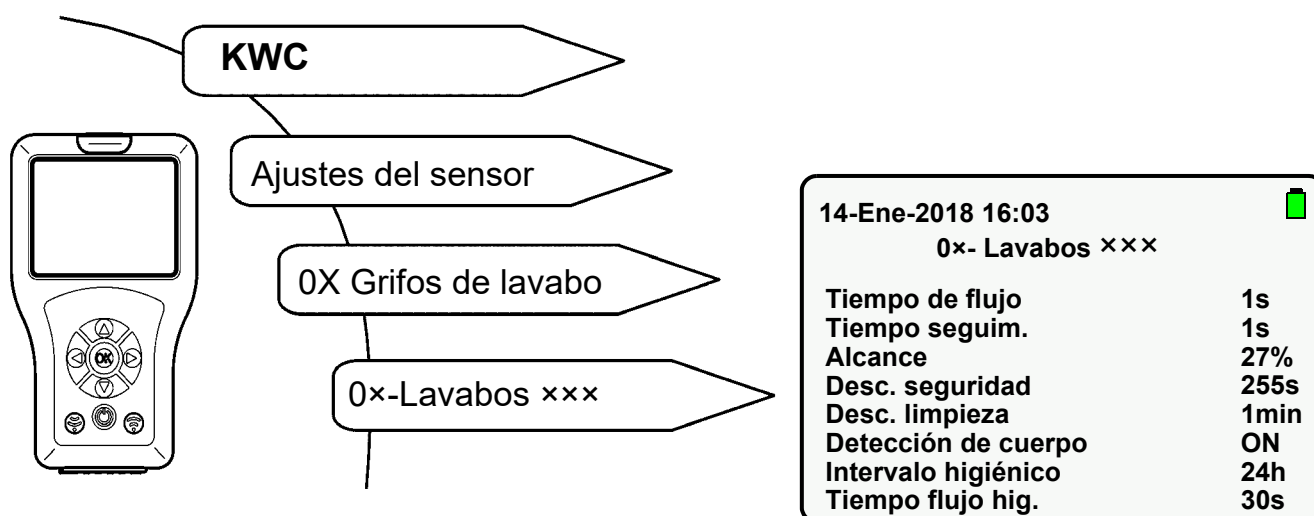 KWC
Ajustes del sensor
0X Grifos de lavabo
0×-Lavabos ×××
OK
14-Ene-2018 16:03
0×- Lavabos ×××
Tiempo de flujo 1s
Tiempo seguim. 1s
Alcance 27%
Desc. seguridad 255s
Desc. limpieza 1min
Detección de cuerpo ON
Intervalo higiénico 24h
Tiempo flujo hig. 30s